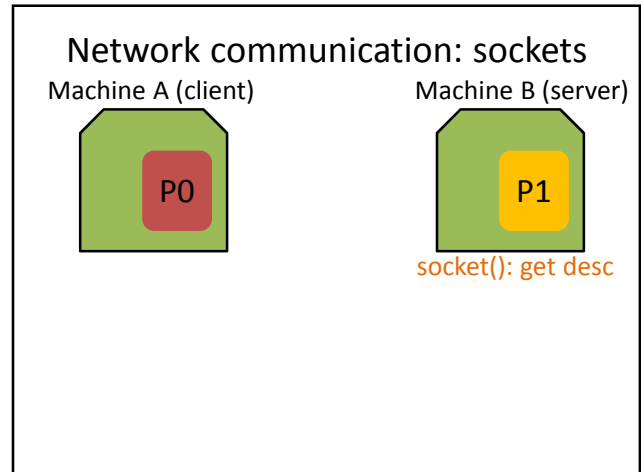 Network communication: sockets
Machine A (client)
Machine B (server)
P0
P1
socket(): get desc